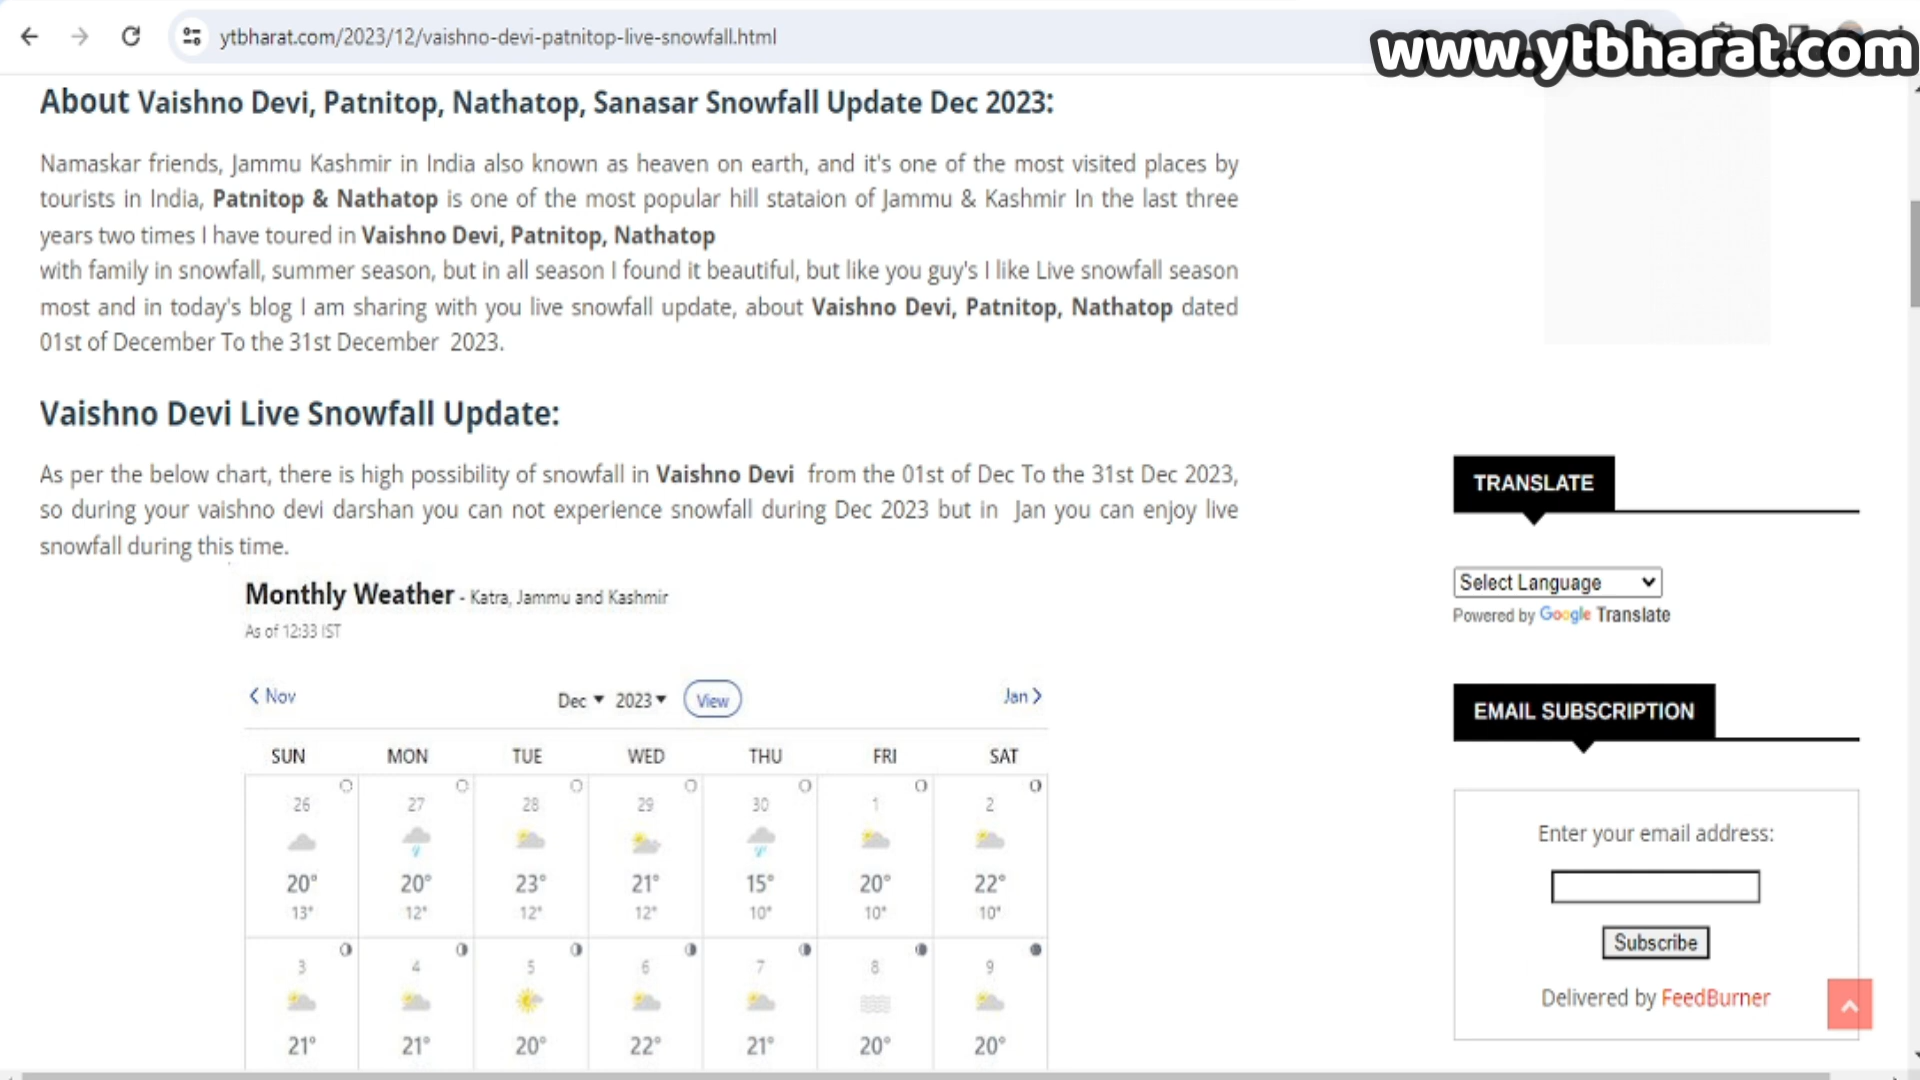 ytbharat.com/2023/12/vaishno-devi-patnitop-live-snowfall.html
www.ytbharat.com
About Vaishno Devi, Patnitop, Nathatop, Sanasar Snowfall Update Dec 2023:
Namaskar friends, Jammu Kashmir in India also known as heaven on earth, and it's one of the most visited places by
tourists in India, Patnitop & Nathatop is one of the most popular hill stataion of Jammu & Kashmir In the last three
years two times I have toured in Vaishno Devi, Patnitop, Nathatop
with family in snowfall, summer season, but in all season I found it beautiful, but like you guy's I like Live snowfall season
most and in today's blog I am sharing with you live snowfall update, about Vaishno Devi, Patnitop, Nathatop dated
01st of December To the 31st December 2023.
Vaishno Devi Live Snowfall Update:
As per the below chart, there is high possibility of snowfall in Vaishno Devi from the 01st of Dec To the 31st Dec 2023,
so during your vaishno devi darshan you can not experience snowfall during Dec 2023 but in Jan you can enjoy live
snowfall during this time.
Monthly Weather - Katra, Jammu and Kashmir
As of 12:33 IST
Nov Dec 2023 View Jan
SUN MON TUE WED THU FRI SAT
26 27 28 29 30 1 2
20° 20° 23° 21° 15° 20° 22°
13° 12° 12° 12° 10° 10° 10°
3 4 5 6 7 8 9
21° 21° 20° 22° 21° 20° 20°
TRANSLATE
Select Language
Powered by Google Translate
EMAIL SUBSCRIPTION
Enter your email address:
Subscribe
Delivered by FeedBurner